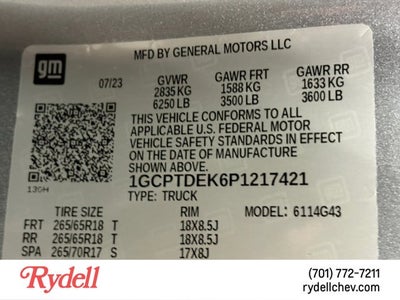 MFD BY GENERAL MOTORS LLC
gm
07/23 GVWR GAWR FRT GAWR RR
2835 KG 1588 KG 1633 KG
6250 LB 3500 LB 3600 LB
THIS VEHICLE CONFORMS TO ALL
APPLICABLE U.S. FEDERAL MOTOR
VEHICLE SAFETY STANDARDS IN EFFECT
ON THE DATE OF MANUFACTURE
SHOWN ABOVE.
1GCPTDEK6P1217421
TYPE: TRUCK
TIRE SIZE RIM MODEL: 6114G43
FRT 265/65R18 T 18X8.5J
RR 265/65R18 T 18X8.5J
SPA 265/70R17 S 17X8J
Rydell
(701) 772-7211
rydellchev.com